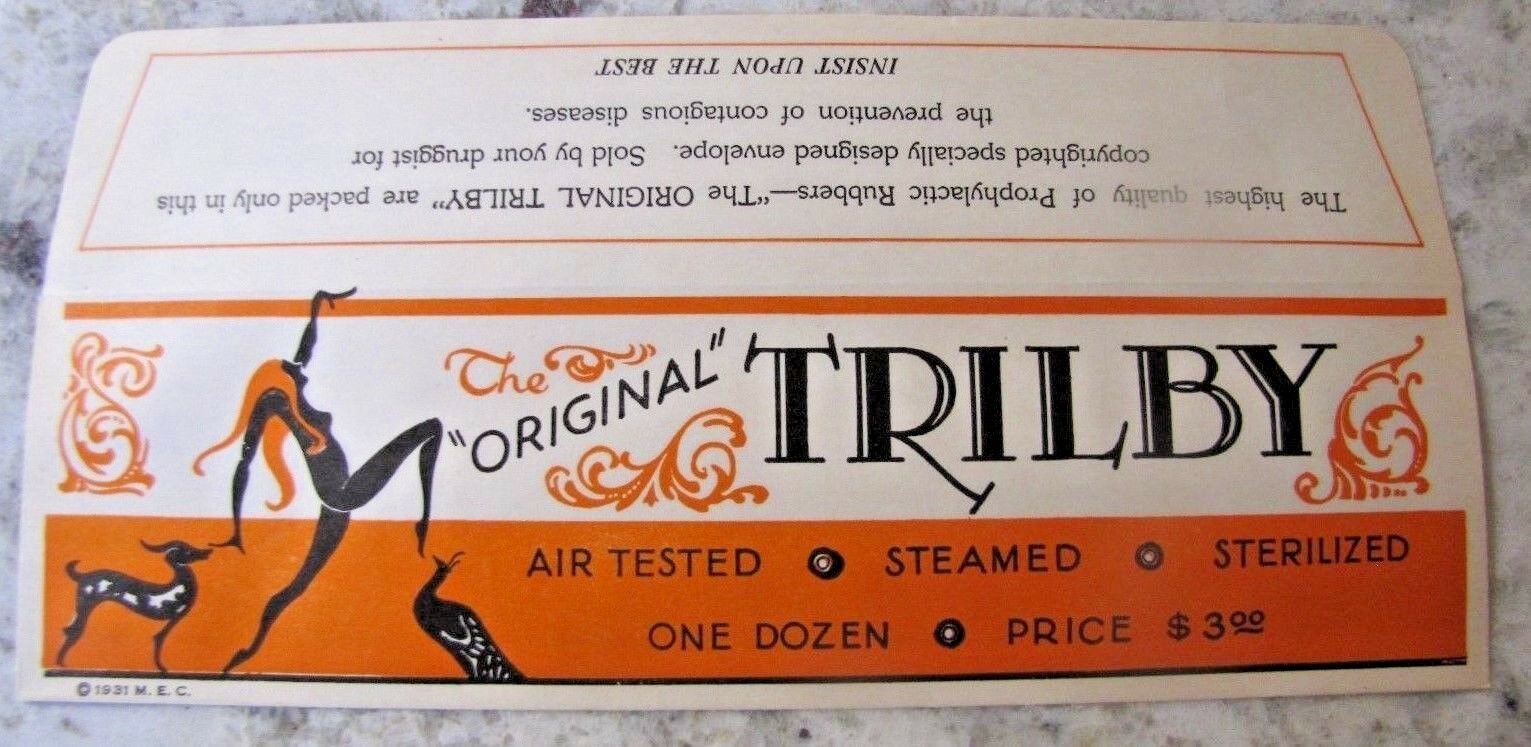 The highest quality of Prophylactic Rubbers—"The ORIGINAL TRILBY" are packed only in this
copyrighted specially designed envelope. Sold by your druggist for
the prevention of contagious diseases.
INSIST UPON THE BEST
The
"ORIGINAL" TRILBY
AIR TESTED STEAMED STERILIZED
ONE DOZEN PRICE $3.00
© 1931 M. E. C.